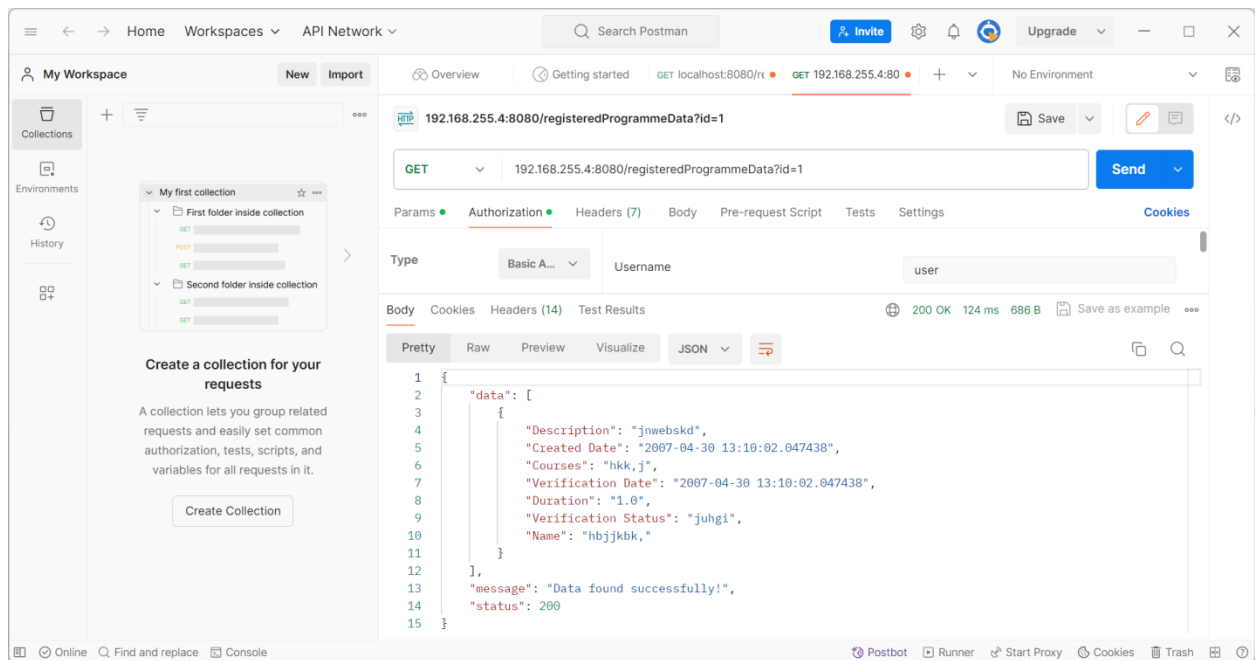 Home Workspaces API Network Search Postman Invite Upgrade
My Workspace New Import Overview Getting started GET localhost:8080/re GET 192.168.255.4:80 No Environment
Collections
Environments
History
My first collection
First folder inside collection
GET
POST
GET
Second folder inside collection
GET
GET
Create a collection for your
requests
A collection lets you group related
requests and easily set common
authorization, tests, scripts, and
variables for all requests in it.
Create Collection
HTTP 192.168.255.4:8080/registeredProgrammeData?id=1 Save
GET 192.168.255.4:8080/registeredProgrammeData?id=1 Send
Params Authorization Headers (7) Body Pre-request Script Tests Settings Cookies
Type Basic A... Username user
Body Cookies Headers (14) Test Results 200 OK 124 ms 686 B Save as example
Pretty Raw Preview Visualize JSON
1 {
2 "data": [
3 {
4 "Description": "jnwebskd",
5 "Created Date": "2007-04-30 13:10:02.047438",
6 "Courses": "hkk,j",
7 "Verification Date": "2007-04-30 13:10:02.047438",
8 "Duration": "1.0",
9 "Verification Status": "juhgi",
10 "Name": "hbjjkbk,"
11 }
12 ],
13 "message": "Data found successfully!",
14 "status": 200
15 }
Online Find and replace Console Postbot Runner Start Proxy Cookies Trash